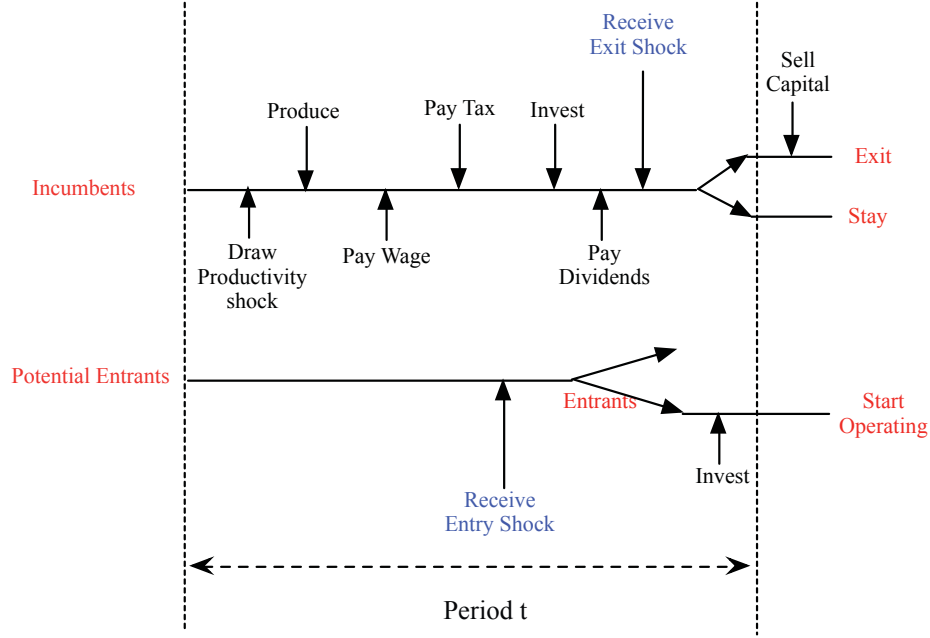 Receive
Exit Shock
Sell
Capital
Produce
Pay Tax
Invest
Exit
Incumbents
Stay
Draw
Productivity
shock
Pay Wage
Pay
Dividends
Potential Entrants
Entrants
Start
Operating
Invest
Receive
Entry Shock
Period t